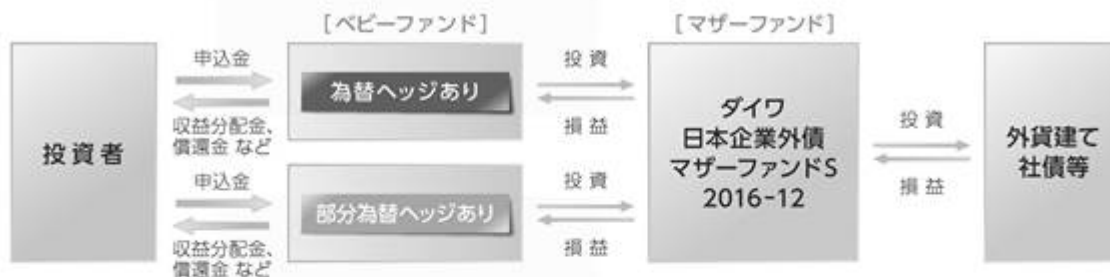 [ベビーファンド]
[マザーファンド]
投資者
申込金
収益分配金、
償還金 など
申込金
収益分配金、
償還金 など
為替ヘッジあり
部分為替ヘッジあり
投 資
損 益
投 資
損 益
ダイワ
日本企業外債
マザーファンドS
2016-12
投 資
損 益
外貨建て
社債等